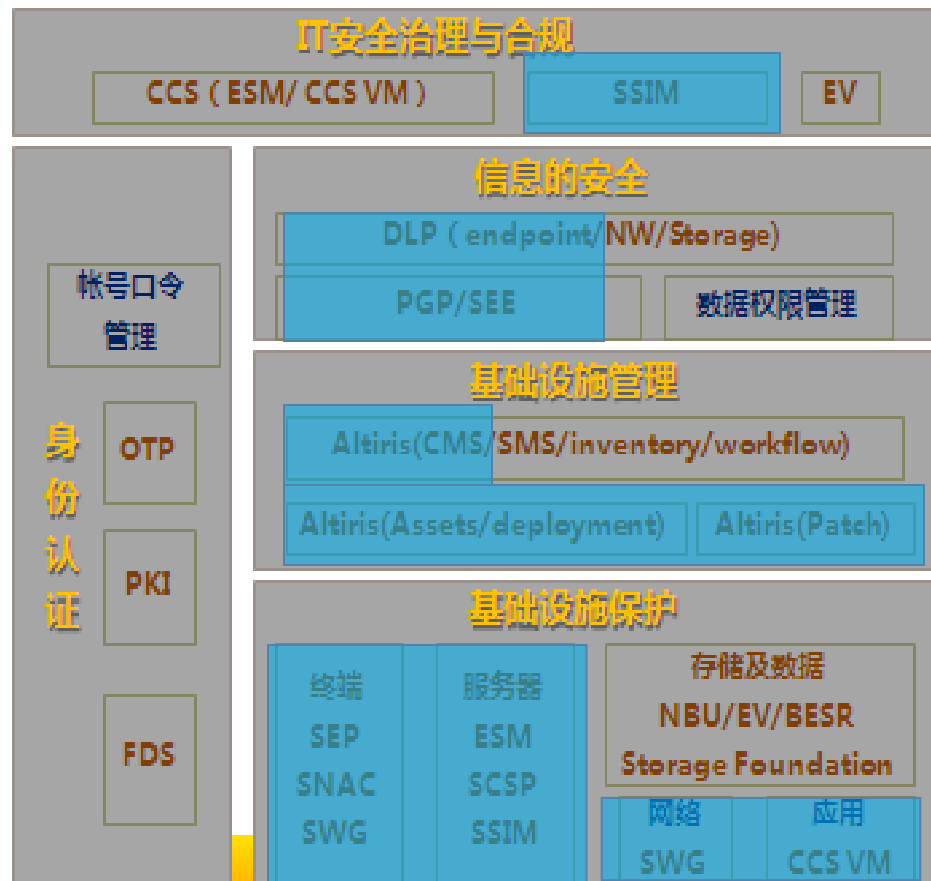 IT安全治理与合规
CCS（ESM/ CCS VM）
SSIM
EV
信息的安全
DLP（endpoint/NW/Storage)
PGP/SEE
数据权限管理
帐号口令
管理
身份认证
OTP
PKI
FDS
基础设施管理
Altiris(CMS/SMS/inventory/workflow)
Altiris(Assets/deployment)
Altiris(Patch)
基础设施保护
终端
SEP
SNAC
SWG
服务器
ESM
SCSP
SSIM
存储及数据
NBU/EV/BESR
Storage Foundation
网络
SWG
应用
CCS VM